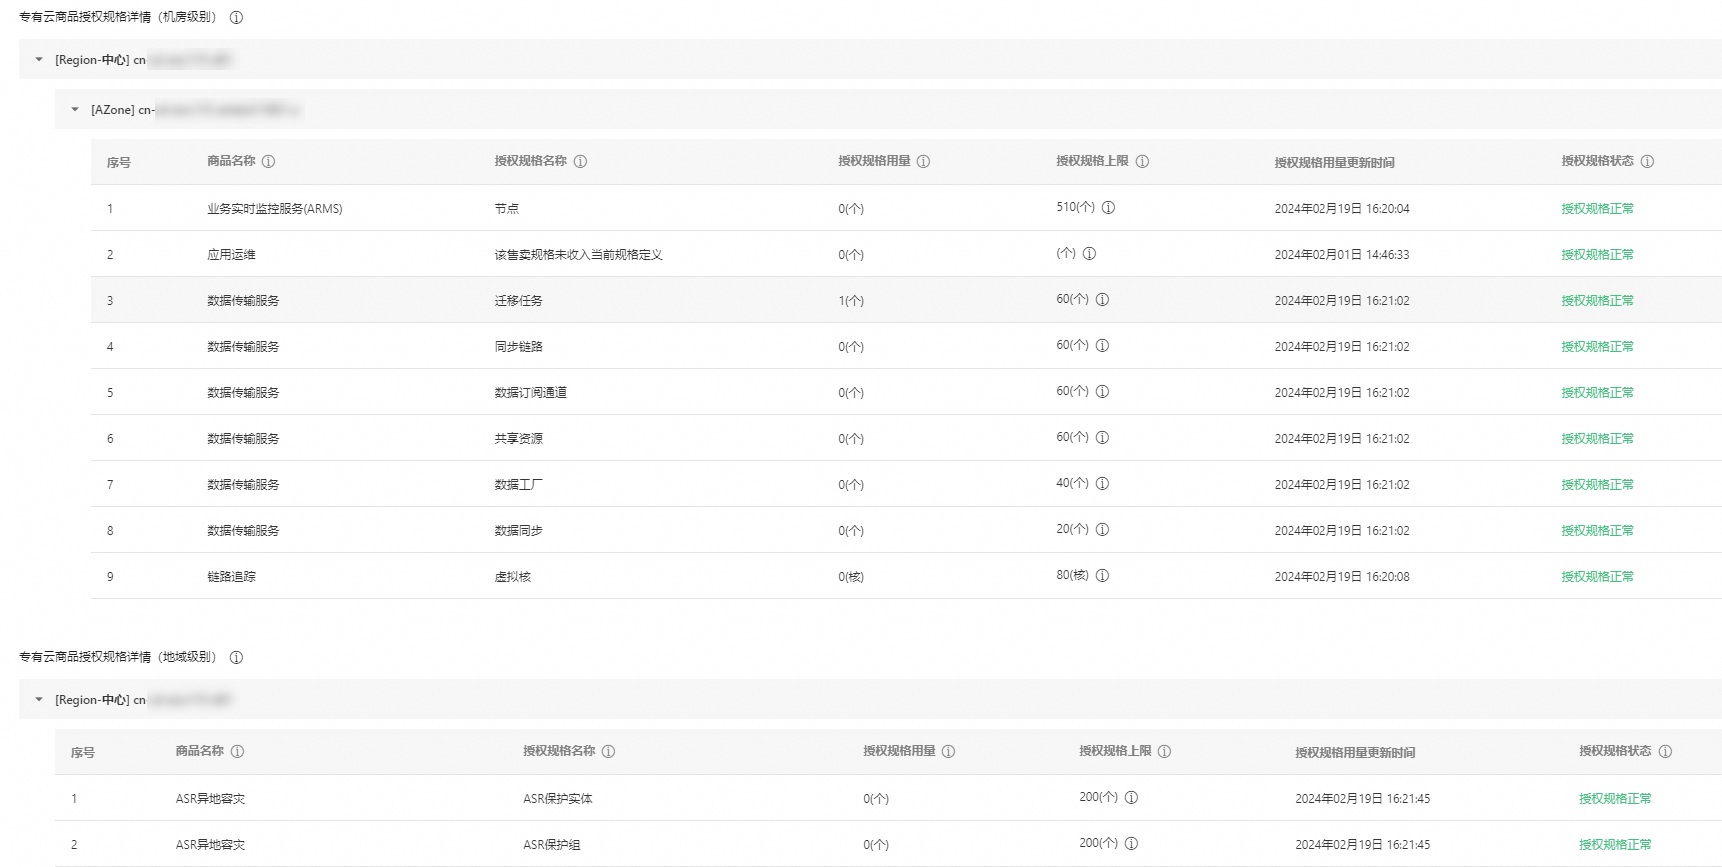 专有云商品授权规格详情（机房级别）
[Region-中心] cn-
[AZone] cn-
序号 商品名称 授权规格名称 授权规格用量 授权规格上限 授权规格用量更新时间 授权规格状态
1 业务实时监控服务(ARMS) 节点 0(个) 510(个) 2024年02月19日 16:20:04 授权规格正常
2 应用运维 该售卖规格未收入当前规格定义 0(个) (个) 2024年02月01日 14:46:33 授权规格正常
3 数据传输服务 迁移任务 1(个) 60(个) 2024年02月19日 16:21:02 授权规格正常
4 数据传输服务 同步链路 0(个) 60(个) 2024年02月19日 16:21:02 授权规格正常
5 数据传输服务 数据订阅通道 0(个) 60(个) 2024年02月19日 16:21:02 授权规格正常
6 数据传输服务 共享资源 0(个) 60(个) 2024年02月19日 16:21:02 授权规格正常
7 数据传输服务 数据工厂 0(个) 40(个) 2024年02月19日 16:21:02 授权规格正常
8 数据传输服务 数据同步 0(个) 20(个) 2024年02月19日 16:21:02 授权规格正常
9 链路追踪 虚拟核 0(核) 80(核) 2024年02月19日 16:20:08 授权规格正常
专有云商品授权规格详情（地域级别）
[Region-中心] cn-
序号 商品名称 授权规格名称 授权规格用量 授权规格上限 授权规格用量更新时间 授权规格状态
1 ASR异地容灾 ASR保护实体 0(个) 200(个) 2024年02月19日 16:21:45 授权规格正常
2 ASR异地容灾 ASR保护组 0(个) 200(个) 2024年02月19日 16:21:45 授权规格正常